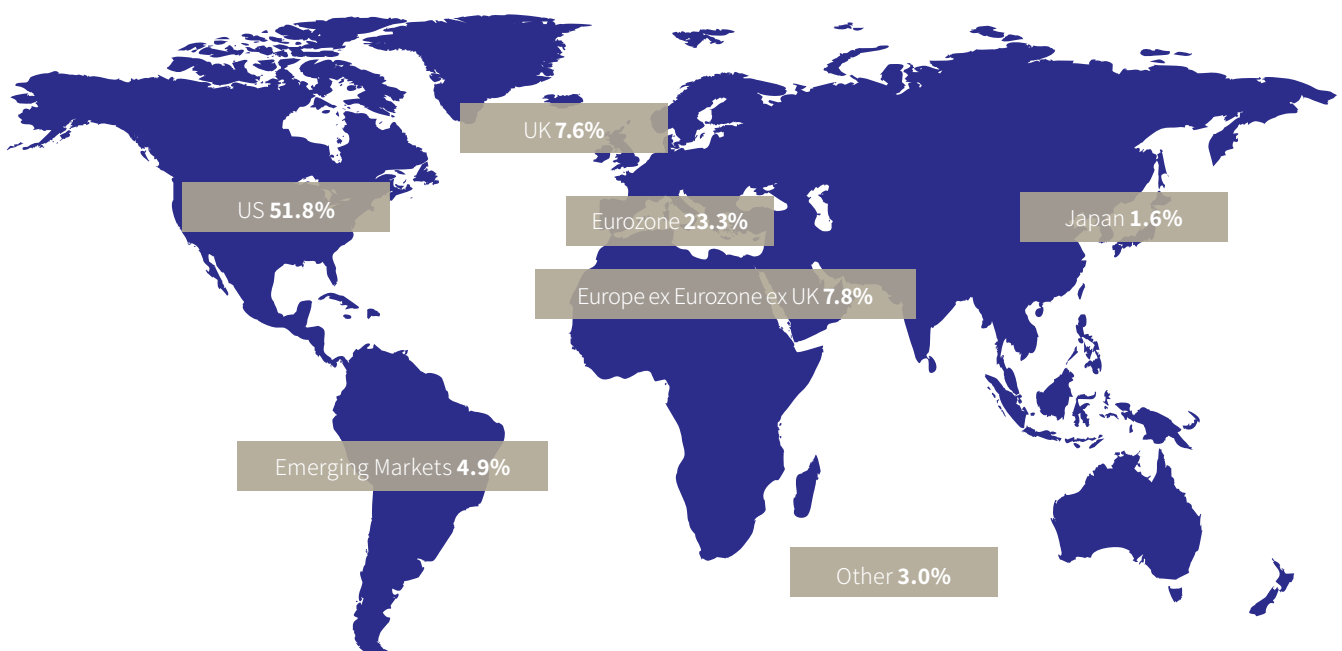 UK 7.6%
US 51.8%
Eurozone 23.3%
Japan 1.6%
Europe ex Eurozone ex UK 7.8%
Emerging Markets 4.9%
Other 3.0%